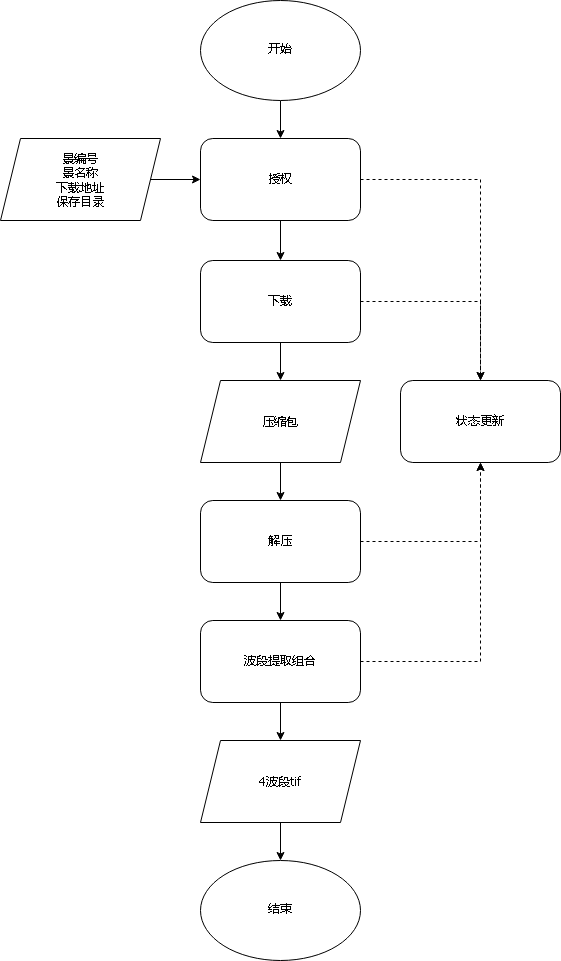 开始
景编号
景名称
下载地址
保存目录
授权
下载
压缩包
状态更新
解压
波段提取组合
4波段tif
结束